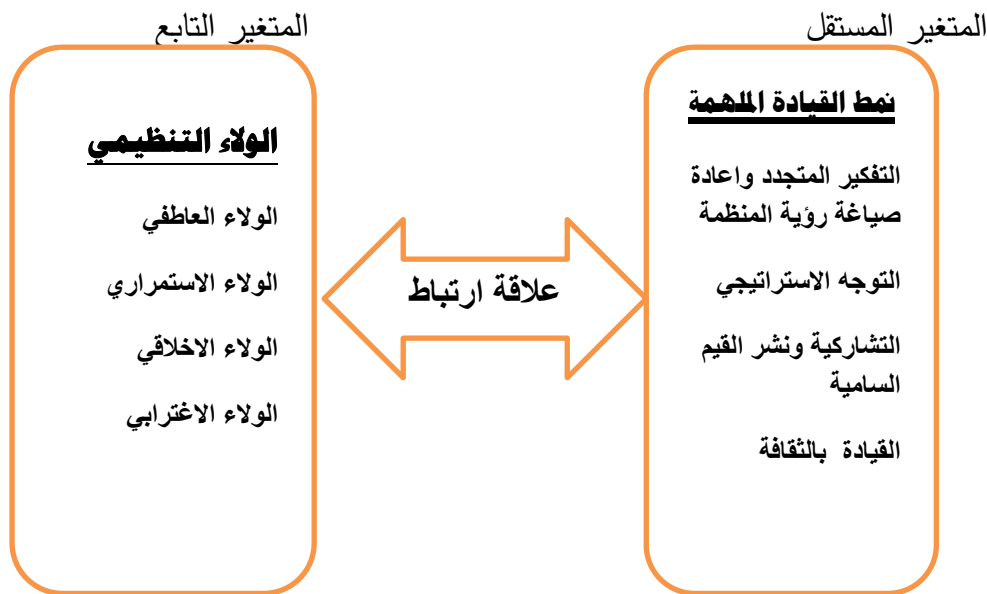 المتغير المستقل
المتغير التابع
نمط القيادة الملهمة
التفكير المتجدد واعادة
صياغة رؤية المنظمة
التوجه الاستراتيجي
التشاركية ونشر القيم
السامية
القيادة بالثقافة
علاقة ارتباط
الولاء التنظيمي
الولاء العاطفي
الولاء الاستمراري
الولاء الاخلاقي
الولاء الاغترابي